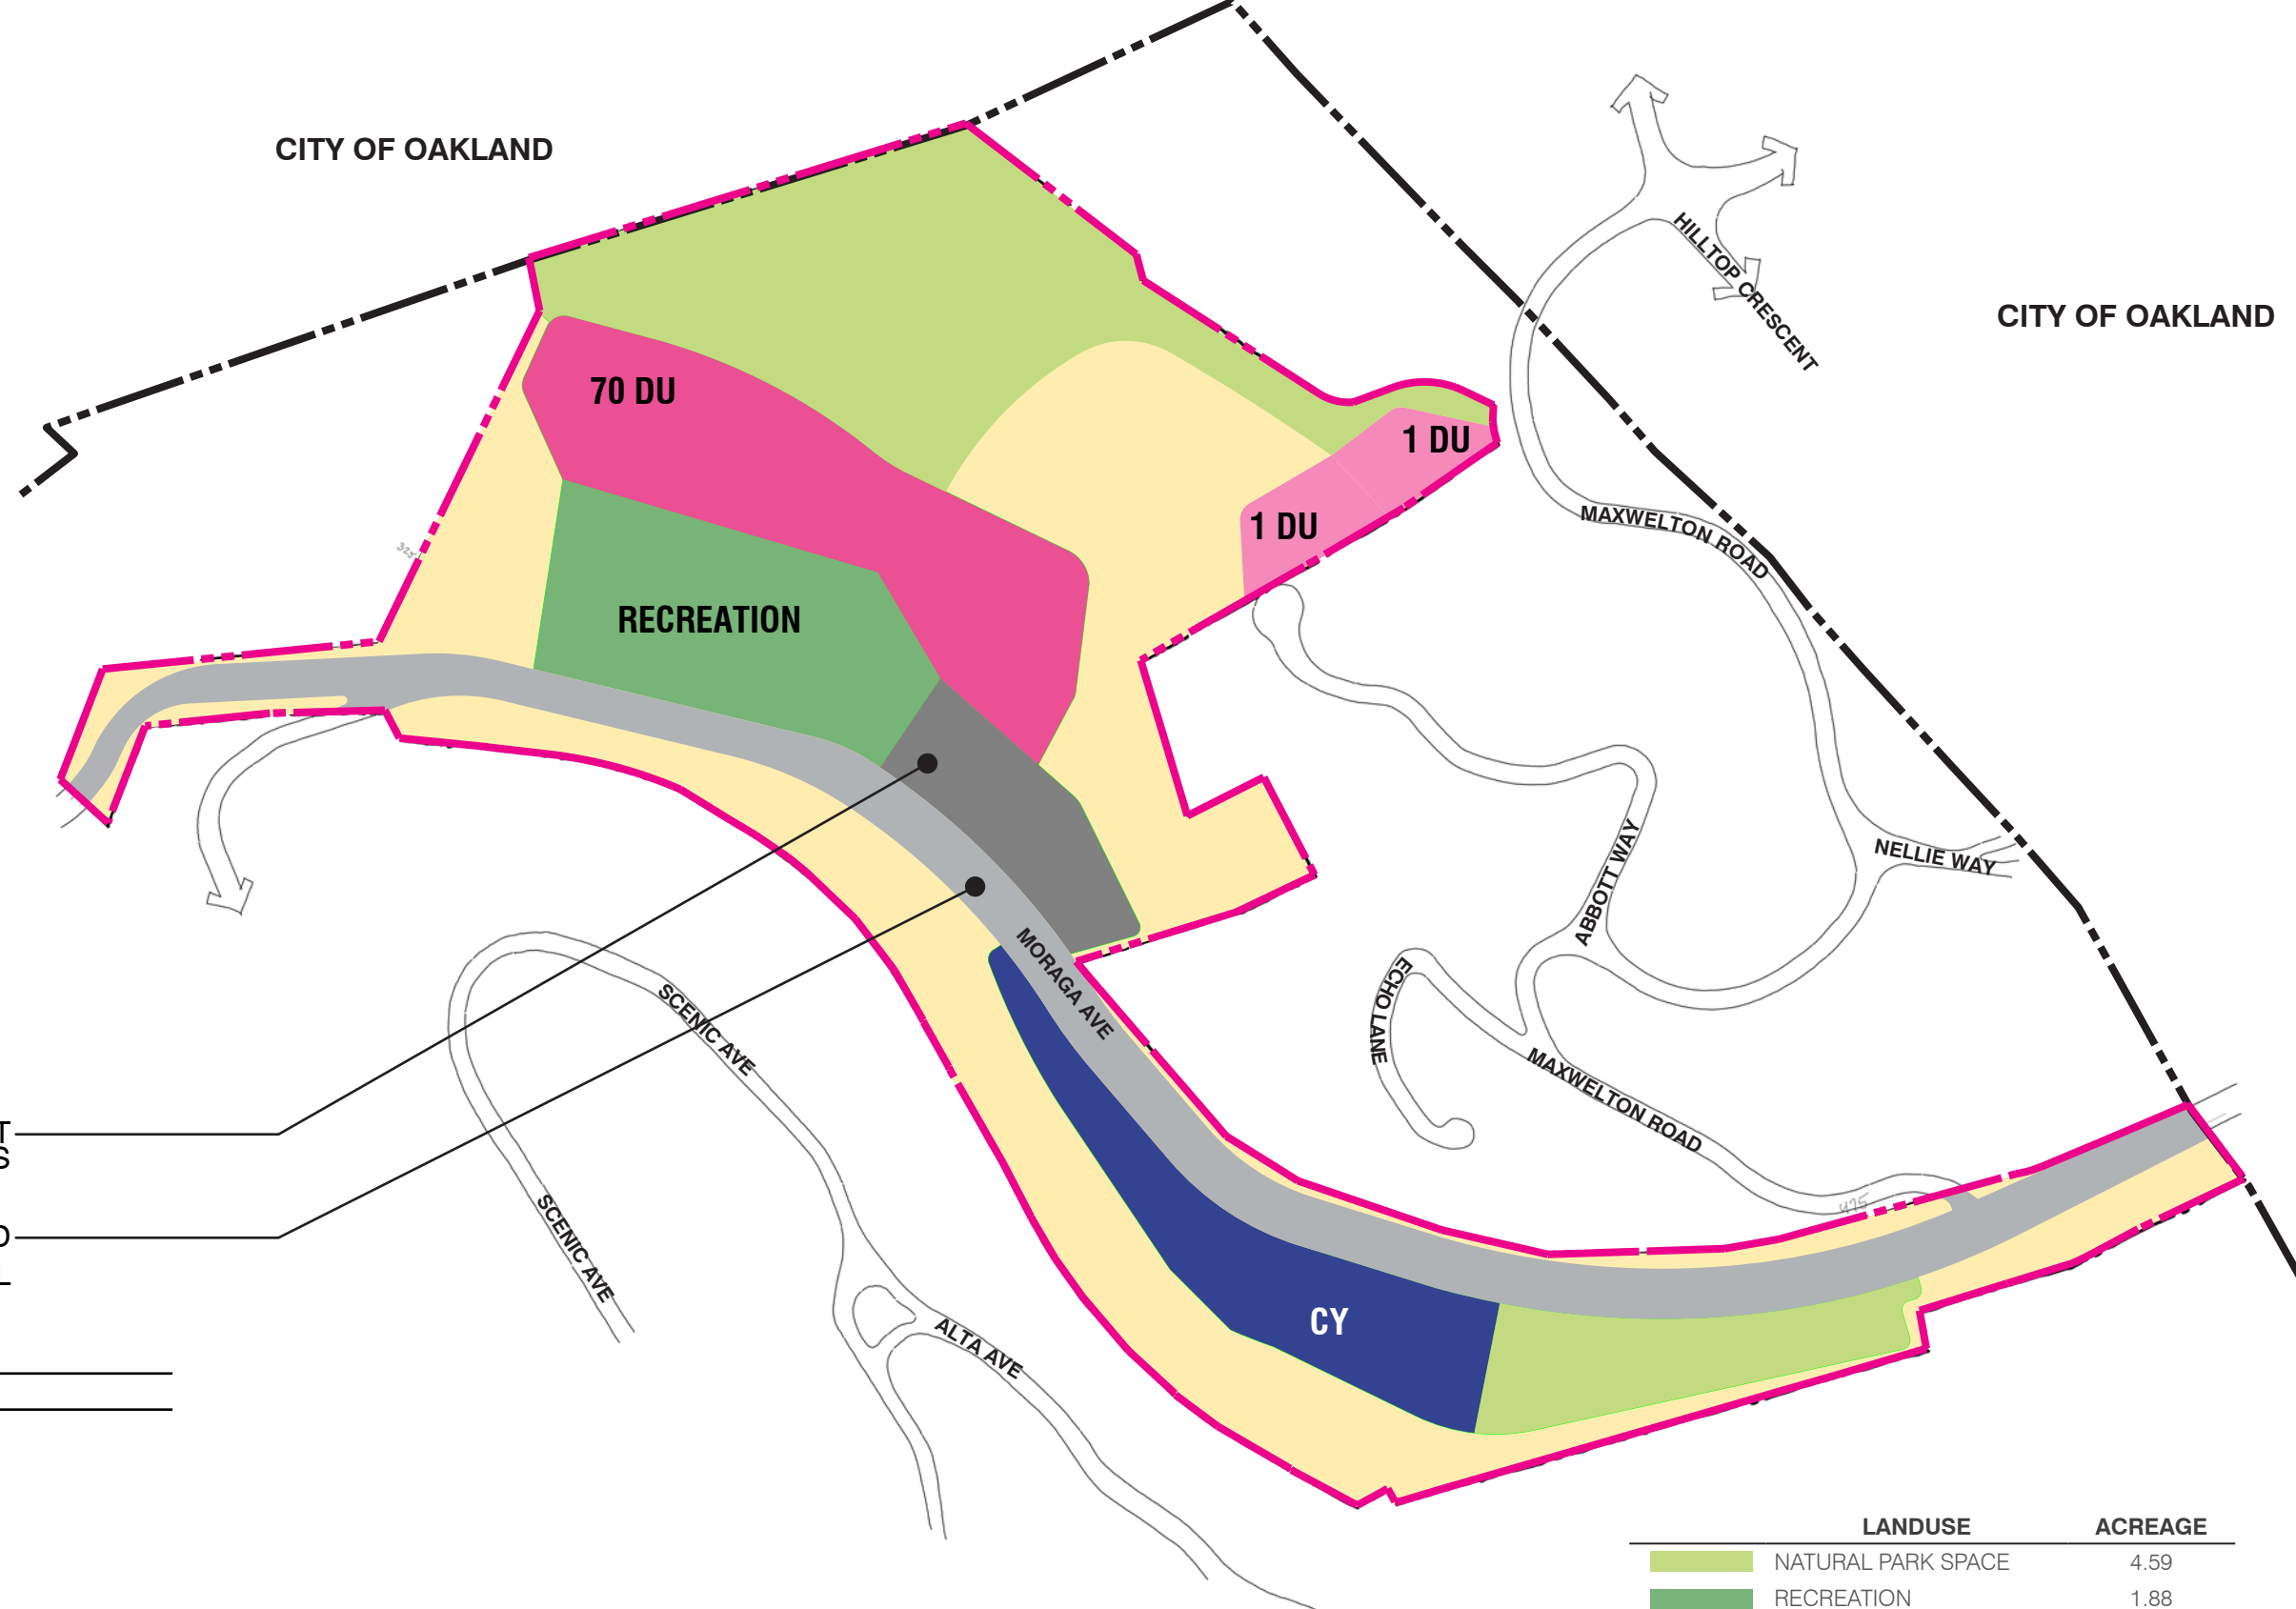 CITY OF OAKLAND
HILLTOP CRESCENT
CITY OF OAKLAND
70 DU
1 DU
1 DU
MAXWELTON ROAD
325'
RECREATION
NELLIE WAY
ABBOTT WAY
MORAGA AVE
ECHO LANE
SCENIC AVE
MAXWELTON ROAD
T
S
475
SCENIC AVE
D
L
CY
ALTA AVE
LANDUSE ACREAGE
NATURAL PARK SPACE 4.59
RECREATION 1.88